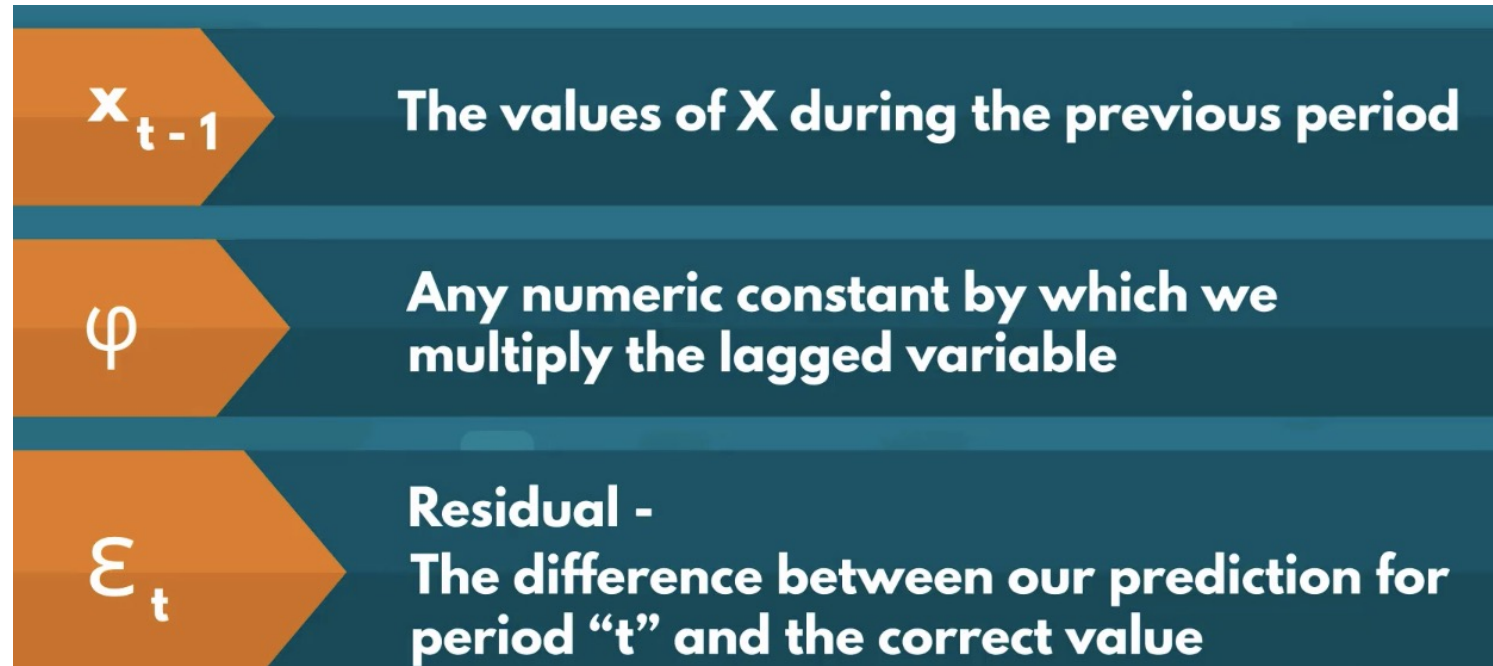 x t - 1
The values of X during the previous period
φ
Any numeric constant by which we
multiply the lagged variable
ε t
Residual -
The difference between our prediction for
period “t” and the correct value